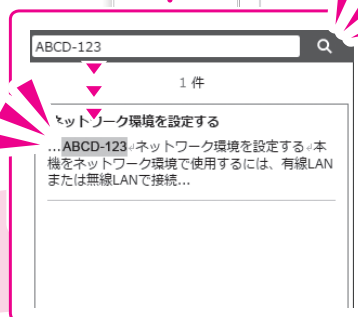 ABCD-123
1 件
ネットワーク環境を設定する
…ABCD-123↵ネットワーク環境を設定する↵本
機をネットワーク環境で使用するには、有線LAN
または無線LANで接続…